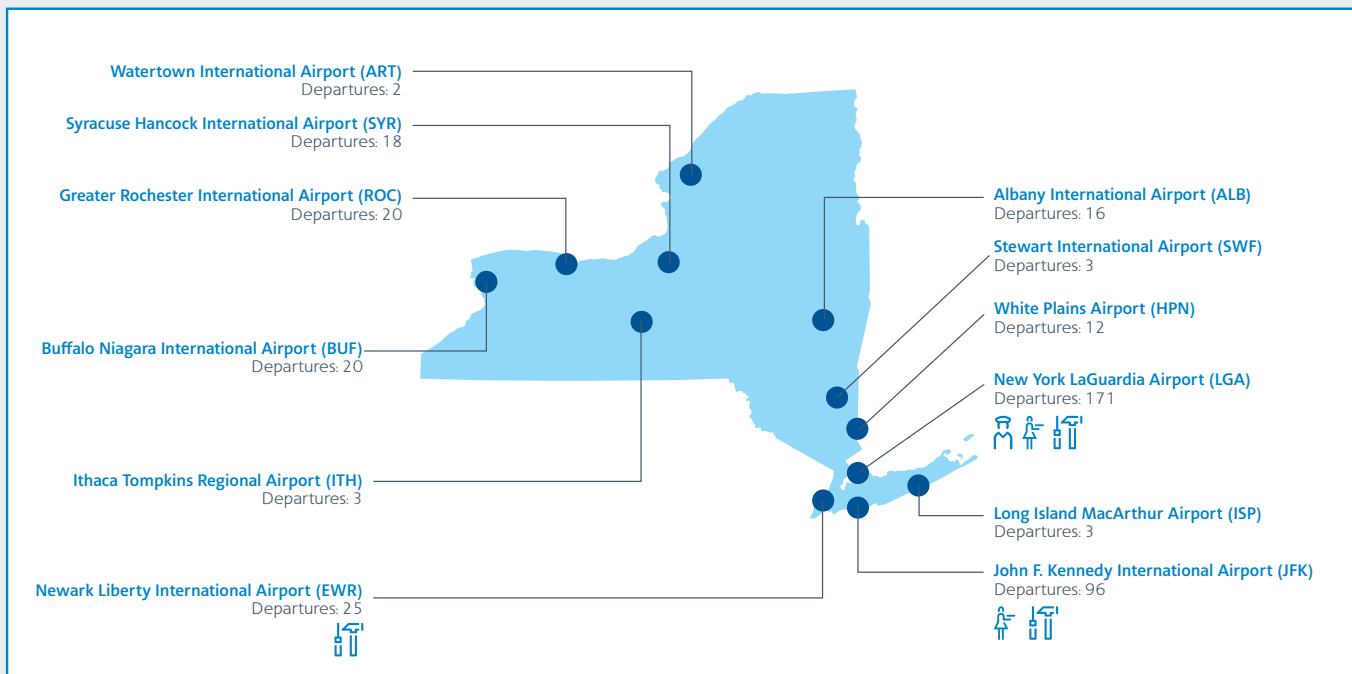 Watertown International Airport (ART)
Departures: 2
Syracuse Hancock International Airport (SYR)
Departures: 18
Greater Rochester International Airport (ROC)
Departures: 20
Buffalo Niagara International Airport (BUF)
Departures: 20
Ithaca Tompkins Regional Airport (ITH)
Departures: 3
Newark Liberty International Airport (EWR)
Departures: 25
Albany International Airport (ALB)
Departures: 16
Stewart International Airport (SWF)
Departures: 3
White Plains Airport (HPN)
Departures: 12
New York LaGuardia Airport (LGA)
Departures: 171
Long Island MacArthur Airport (ISP)
Departures: 3
John F. Kennedy International Airport (JFK)
Departures: 96